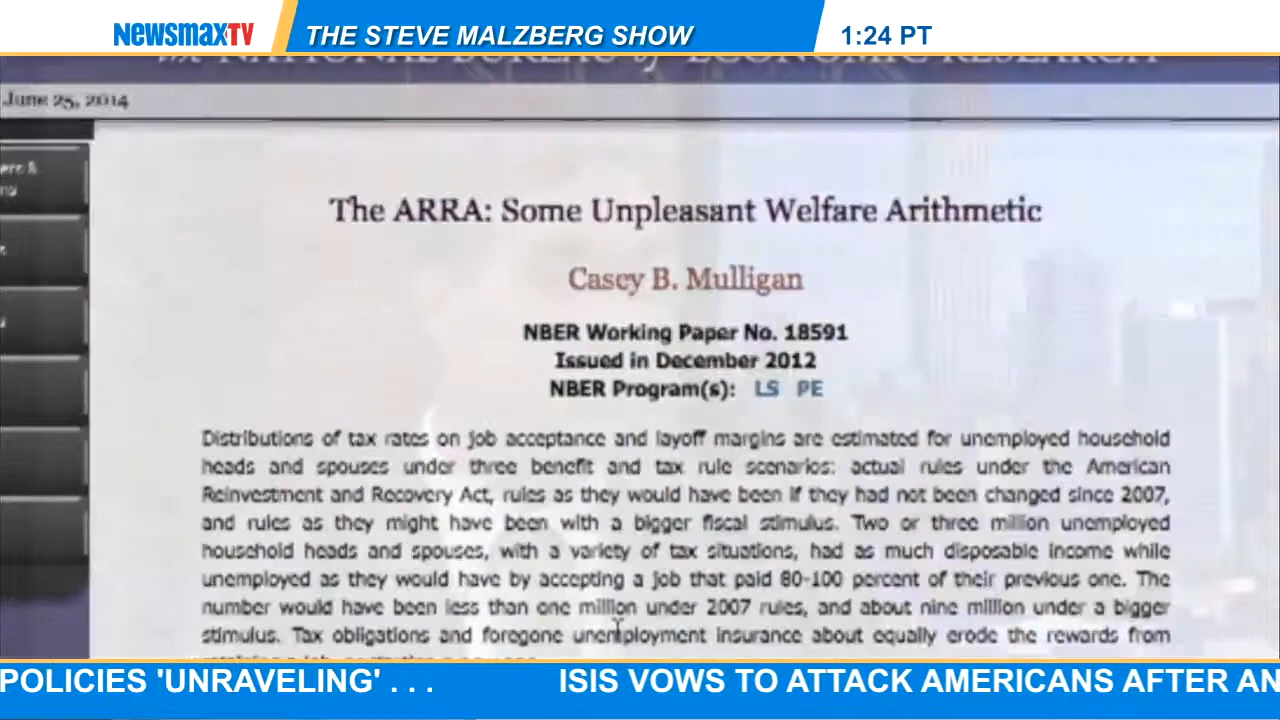 NEWSMAXTV THE STEVE MALZBERG SHOW 1:24 PT
the NATIONAL BUREAU of ECONOMIC RESEARCH
June 25, 2014
The ARRA: Some Unpleasant Welfare Arithmetic
Casey B. Mulligan
NBER Working Paper No. 18591
Issued in December 2012
NBER Program(s): LS PE
Distributions of tax rates on job acceptance and layoff margins are estimated for unemployed household
heads and spouses under three benefit and tax rule scenarios: actual rules under the American
Reinvestment and Recovery Act, rules as they would have been if they had not been changed since 2007,
and rules as they might have been with a bigger fiscal stimulus. Two or three million unemployed
household heads and spouses, with a variety of tax situations, had as much disposable income while
unemployed as they would have by accepting a job that paid 80-100 percent of their previous one. The
number would have been less than one million under 2007 rules, and about nine million under a bigger
stimulus. Tax obligations and foregone unemployment insurance about equally erode the rewards from
POLICIES 'UNRAVELING' . . . ISIS VOWS TO ATTACK AMERICANS AFTER AN